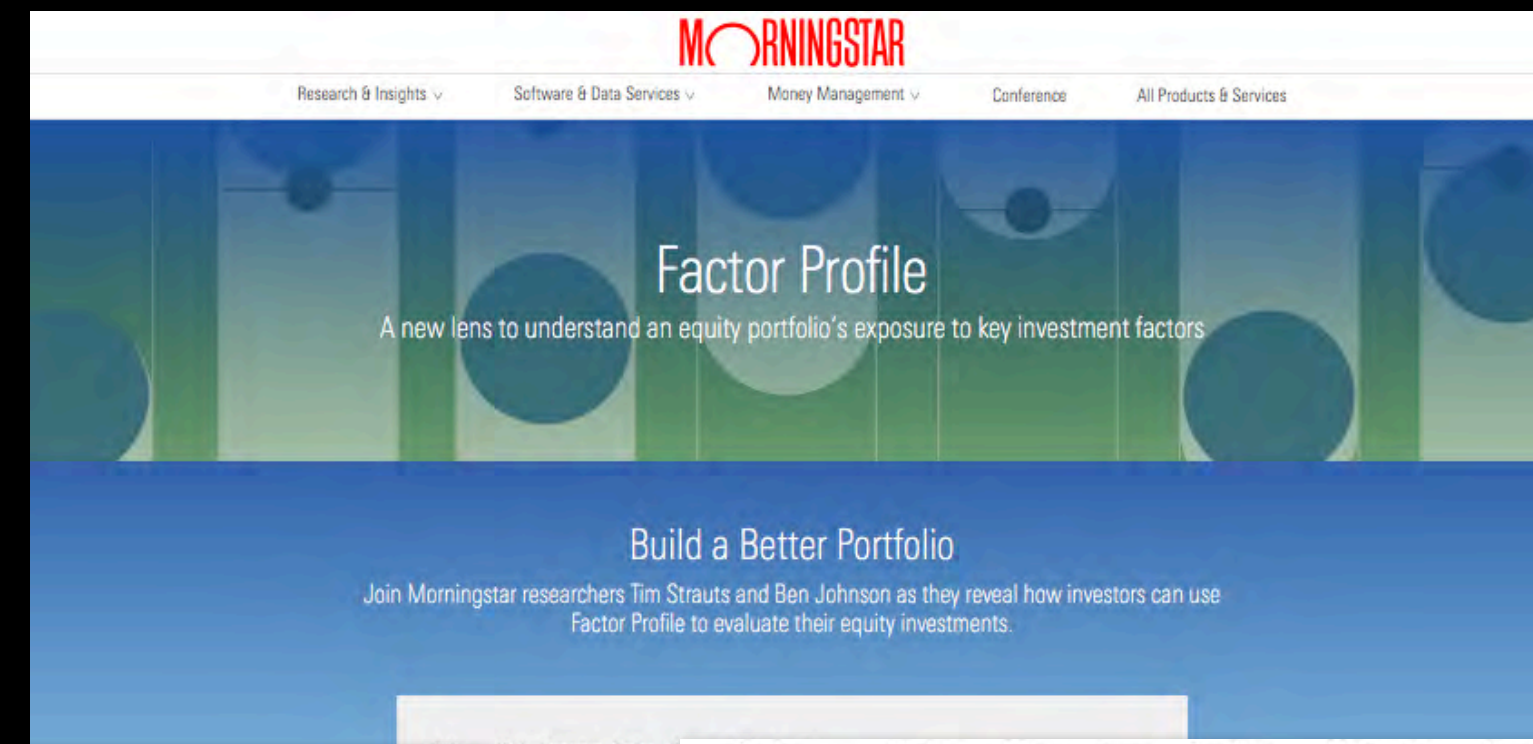 MORNINGSTAR
Research & Insights Software & Data Services Money Management Conference All Products & Services
Factor Profile
A new lens to understand an equity portfolio's exposure to key investment factors
Build a Better Portfolio
Join Morningstar researchers Tim Strauts and Ben Johnson as they reveal how investors can use
Factor Profile to evaluate their equity investments.